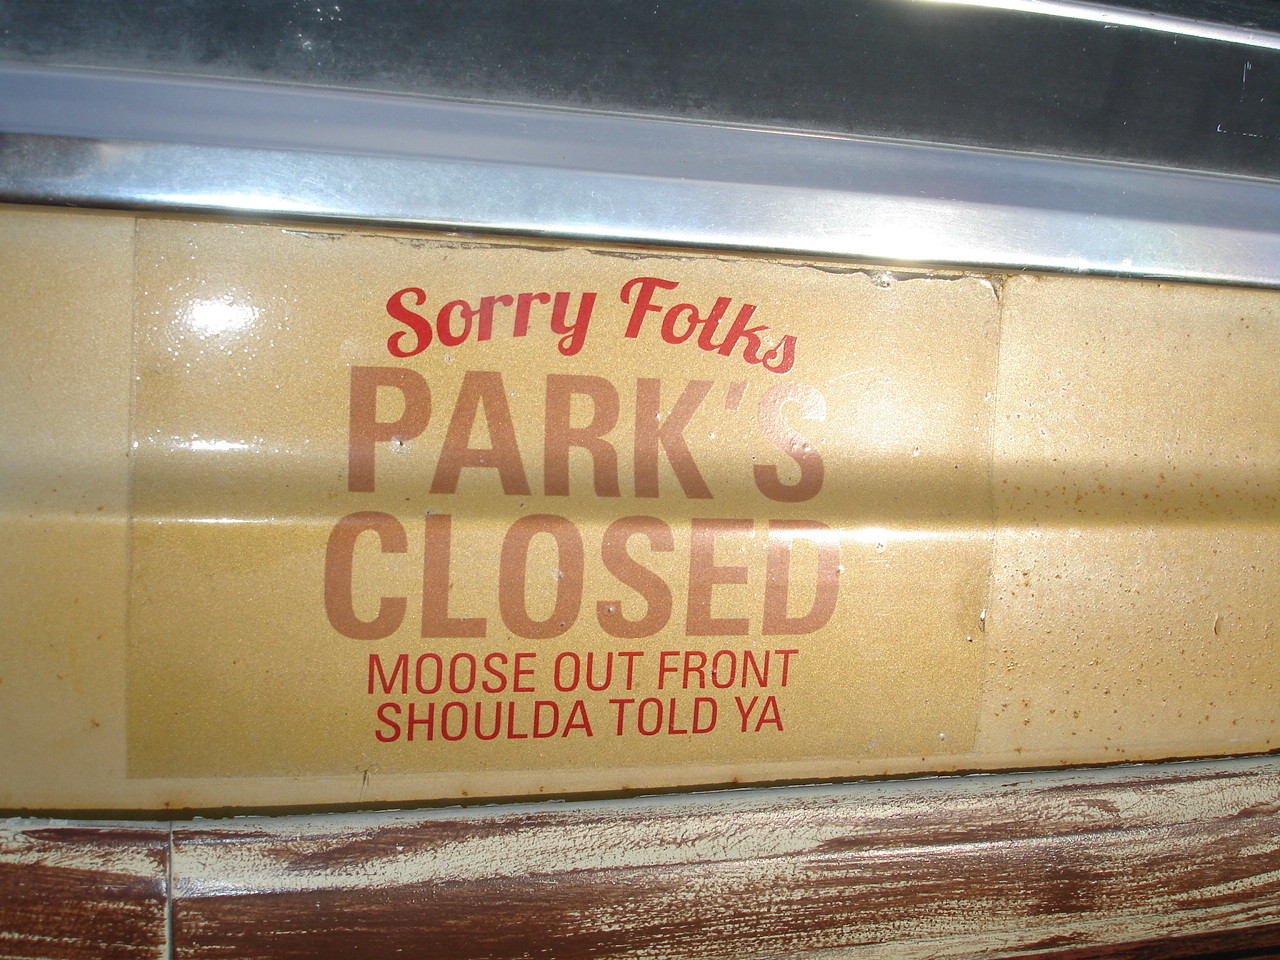 Sorry Folks
PARK'S
CLOSED
MOOSE OUT FRONT
SHOULDA TOLD YA